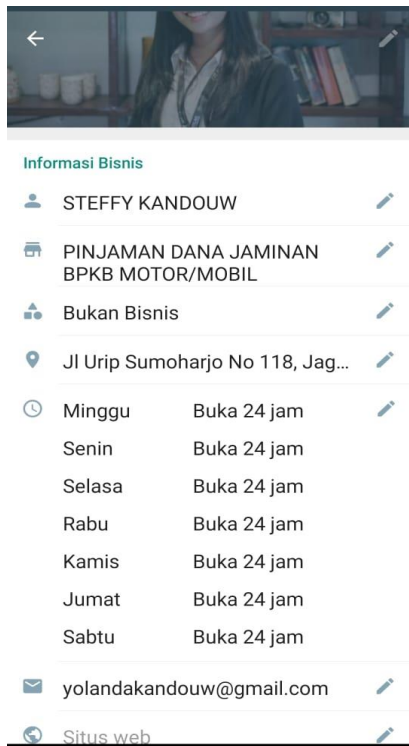 Informasi Bisnis
STEFFY KANDOUW
PINJAMAN DANA JAMINAN
BPKB MOTOR/MOBIL
Bukan Bisnis
Jl Urip Sumoharjo No 118, Jag...
Minggu Buka 24 jam
Senin Buka 24 jam
Selasa Buka 24 jam
Rabu Buka 24 jam
Kamis Buka 24 jam
Jumat Buka 24 jam
Sabtu Buka 24 jam
yolandakandouw@gmail.com
Situs web